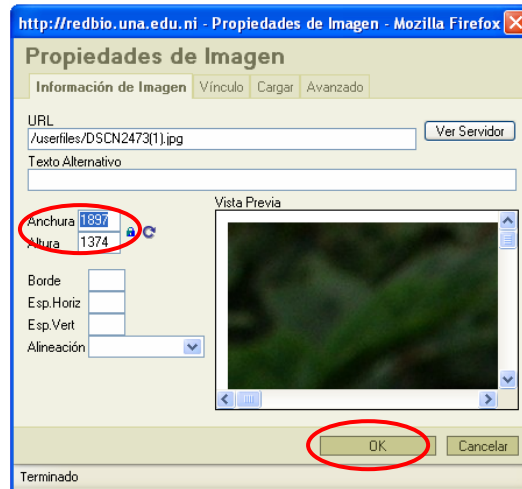 http://redbio.una.edu.ni - Propiedades de Imagen - Mozilla Firefox
Propiedades de Imagen
Información de Imagen Vínculo Cargar Avanzado
URL
/userfiles/DSCN2473(1).jpg Ver Servidor
Texto Alternativo
Vista Previa
Anchura 1897
Altura 1374
Borde
Esp.Horiz
Esp.Vert
Alineación
OK Cancelar
Terminado